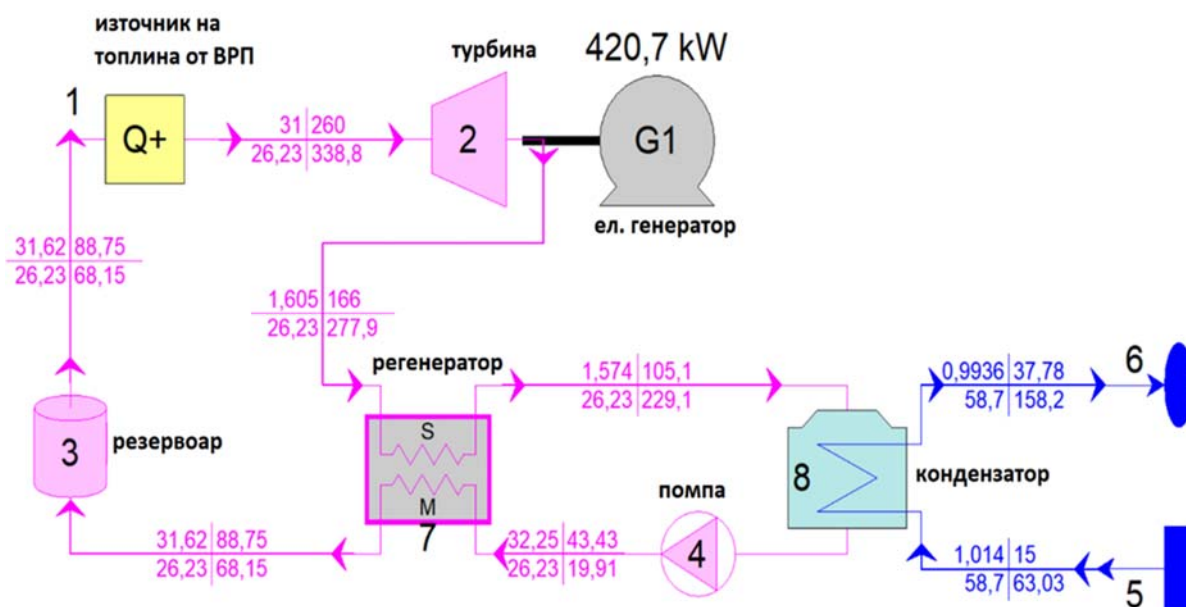 източник на
топлина от ВРП
турбина
420,7 kW
1
Q+
31 260
26,23 338,8
2
G1
ел. генератор
31,62 88,75
26,23 68,15
1,605 166
26,23 277,9
регенератор
1,574 105,1
26,23 229,1
0,9936 37,78
58,7 158,2
6
3
резервоар
S
M
7
помпа
8
кондензатор
31,62 88,75
26,23 68,15
32,25 43,43
26,23 19,91
4
1,014 15
58,7 63,03
5